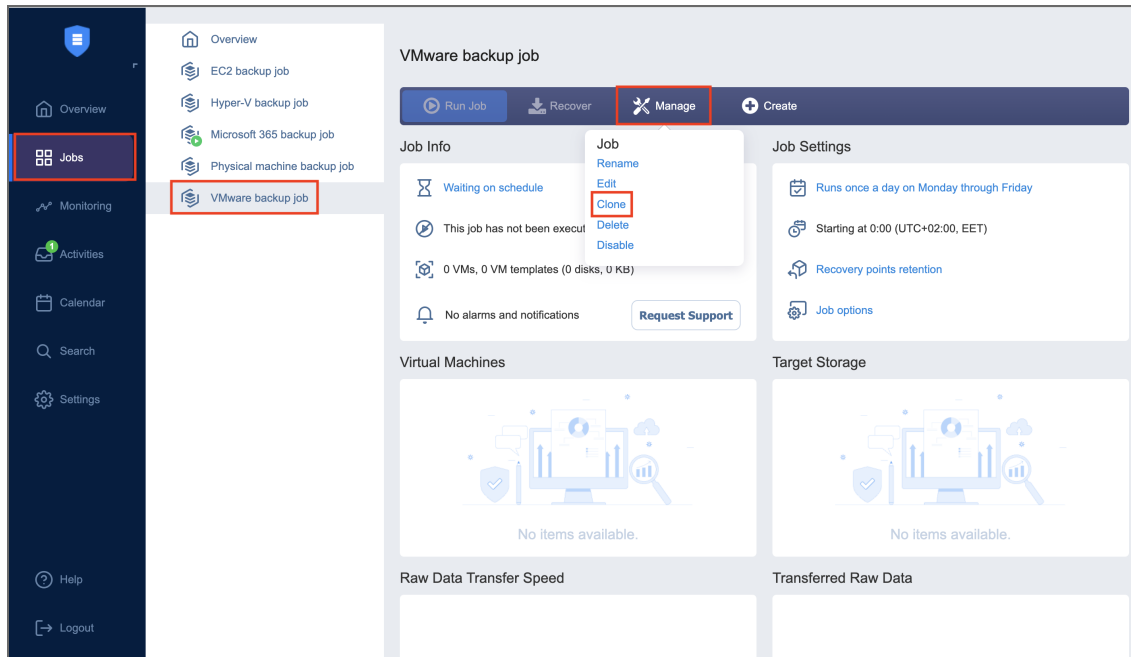 Overview
Jobs
Monitoring
1
Activities
Calendar
Search
Settings
Help
Logout
Overview
EC2 backup job
Hyper-V backup job
Microsoft 365 backup job
Physical machine backup job
VMware backup job
VMware backup job
Run Job
Recover
Manage
Create
Job
Rename
Edit
Clone
Delete
Disable
Job Info
Waiting on schedule
This job has not been execut
0 VMs, 0 VM templates (0 disks, 0 KB)
No alarms and notifications
Request Support
Job Settings
Runs once a day on Monday through Friday
Starting at 0:00 (UTC+02:00, EET)
Recovery points retention
Job options
Virtual Machines
No items available.
Target Storage
No items available.
Raw Data Transfer Speed
Transferred Raw Data